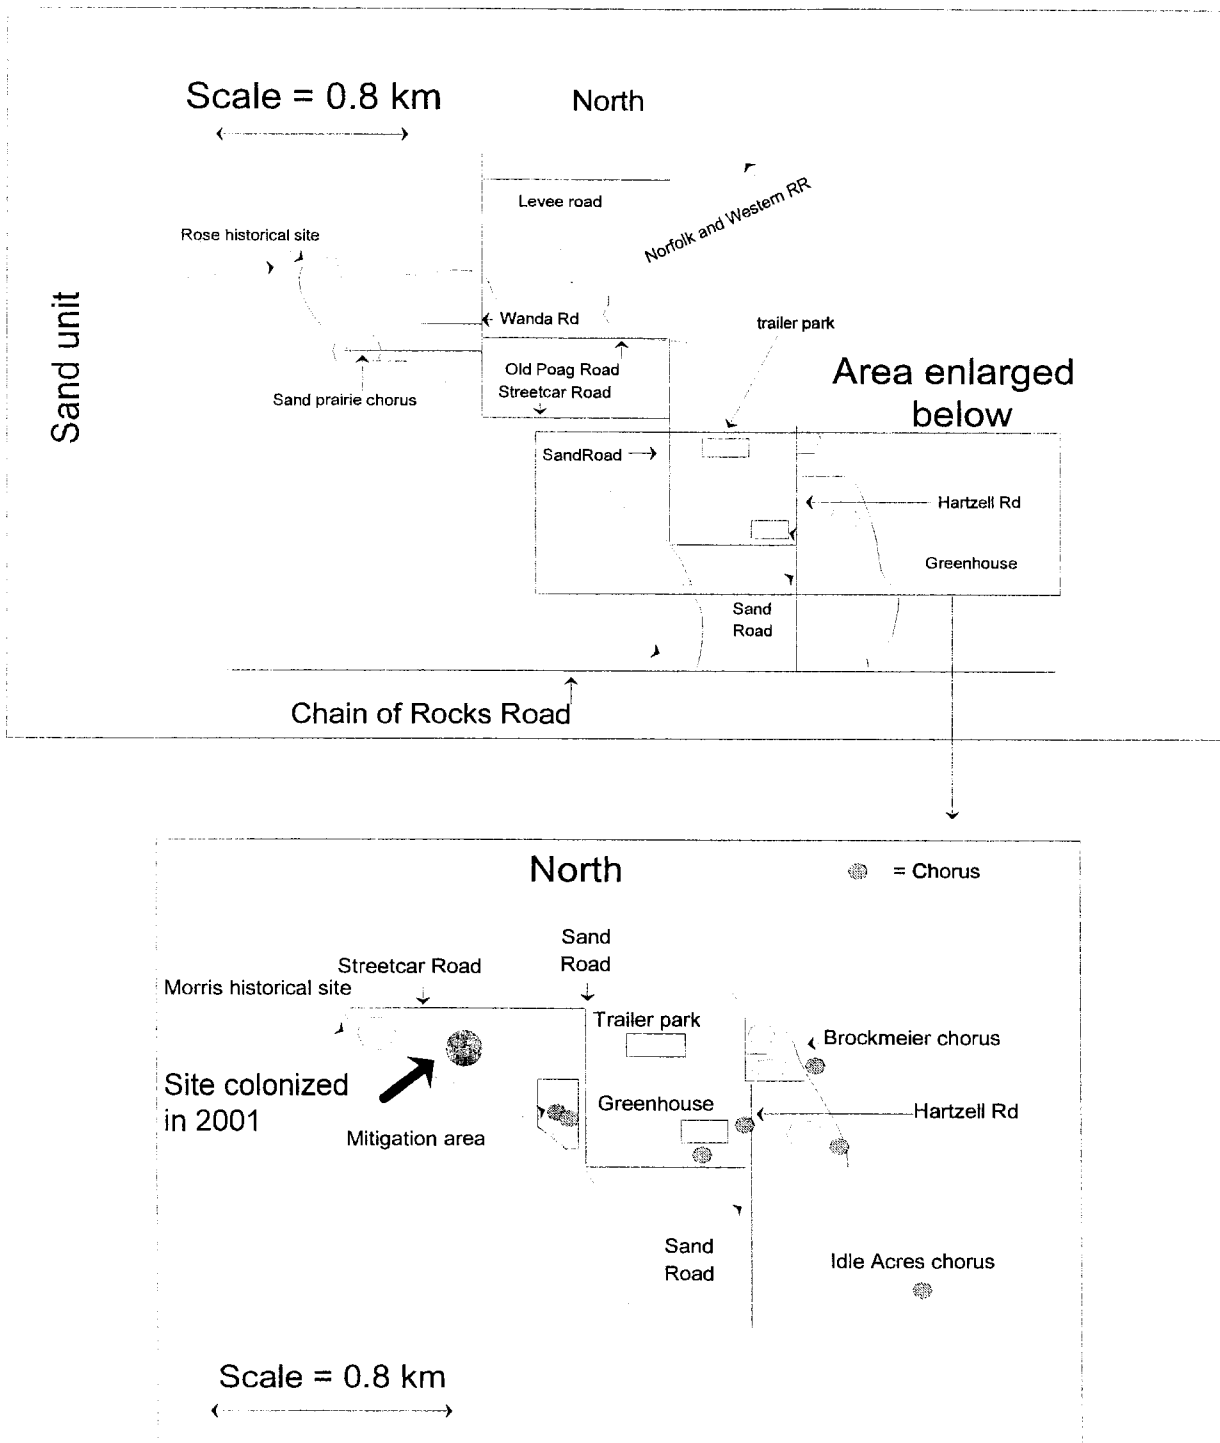 Scale = 0.8 km
North
Levee road
Norfolk and Western RR
Rose historical site
Sand unit
Wanda Rd
trailer park
Old Poag Road
Streetcar Road
Sand prairie chorus
Area enlarged
below
SandRoad
Hartzell Rd
Greenhouse
Sand
Road
Chain of Rocks Road
North
= Chorus
Sand
Road
Streetcar Road
Morris historical site
Trailer park
Brockmeier chorus
Site colonized
in 2001
Greenhouse
Hartzell Rd
Mitigation area
Sand
Road
Idle Acres chorus
Scale = 0.8 km